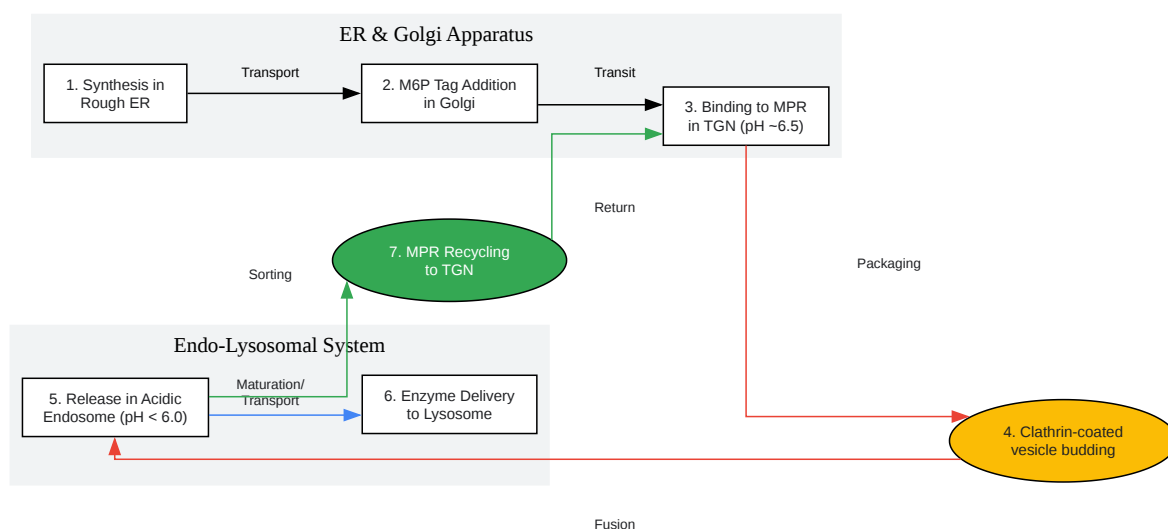 ER & Golgi Apparatus
Transport
Transit
1. Synthesis in
Rough ER
2. M6P Tag Addition
in Golgi
3. Binding to MPR
in TGN (pH ~6.5)
Return
7. MPR Recycling
to TGN
Sorting
Packaging
Endo-Lysosomal System
Maturation/
Transport
5. Release in Acidic
Endosome (pH < 6.0)
6. Enzyme Delivery
to Lysosome
4. Clathrin-coated
vesicle budding
Fusion